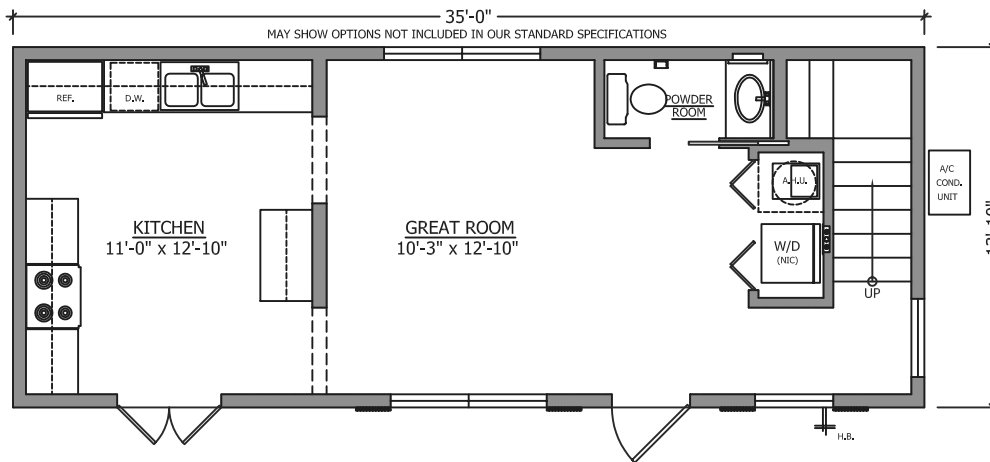 35'-0"
MAY SHOW OPTIONS NOT INCLUDED IN OUR STANDARD SPECIFICATIONS
REF.
D.W.
POWDER
ROOM
A/C
COND.
UNIT
A.H.U.
KITCHEN
11'-0" x 12'-10"
GREAT ROOM
10'-3" x 12'-10"
W/D
(NIC)
UP
H.B.